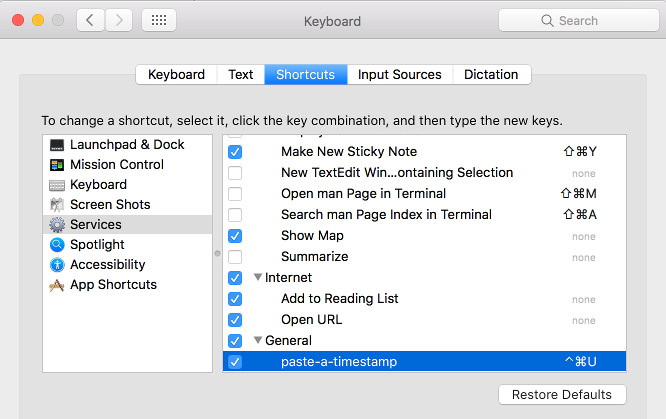 Keyboard
Search
Keyboard Text Shortcuts Input Sources Dictation
To change a shortcut, select it, click the key combination, and then type the new keys.
Launchpad & Dock
Mission Control
Keyboard
Screen Shots
Services
Spotlight
Accessibility
App Shortcuts
Make New Sticky Note ⇧⌘Y
New TextEdit Win...ontaining Selection none
Open man Page in Terminal ⇧⌘M
Search man Page Index in Terminal ⇧⌘A
Show Map none
Summarize none
Internet
Add to Reading List none
Open URL none
General
paste-a-timestamp ^⌘U
Restore Defaults